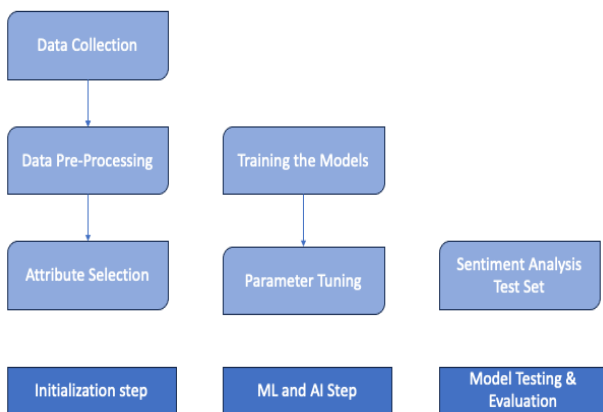 Data Collection
Data Pre-Processing
Training the Models
Attribute Selection
Parameter Tuning
Sentiment Analysis
Test Set
Initialization step
ML and AI Step
Model Testing &
Evaluation